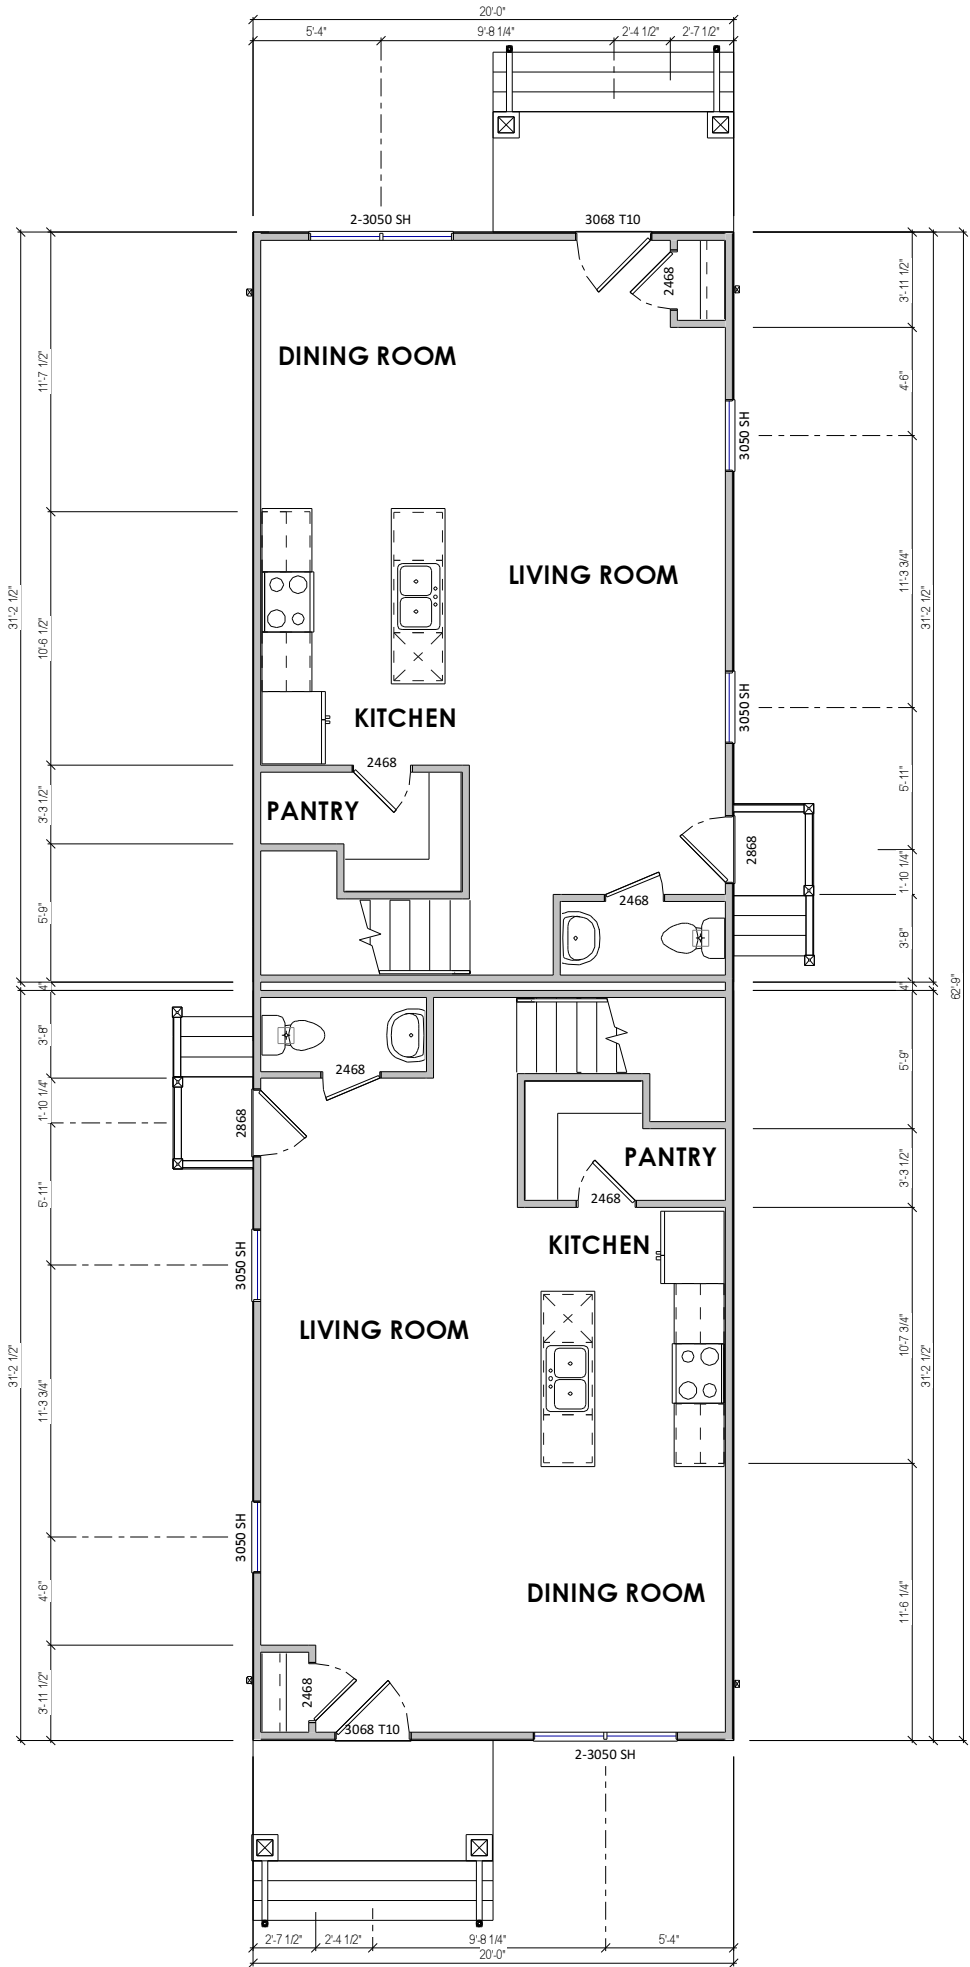 20'-0"
5'-4"
9'-8 1/4"
2'-4 1/2"
2'-7 1/2"
2-3050 SH
3068 T10
2468
3'-11 1/2"
11'-7 1/2"
DINING ROOM
4'-6"
3050 SH
LIVING ROOM
11'-3 3/4"
31'-2 1/2"
31'-2 1/2"
10'-6 1/2"
3050 SH
KITCHEN
2468
5'-11"
PANTRY
3'-3 1/2"
2868
1'-10 1/4"
2468
5'-9"
3'-8"
4"
4"
62'-9"
3'-8"
2468
5'-9"
1'-10 1/4"
2868
PANTRY
3'-3 1/2"
2468
5'-11"
KITCHEN
3050 SH
LIVING ROOM
10'-7 3/4"
31'-2 1/2"
31'-2 1/2"
11'-3 3/4"
3050 SH
DINING ROOM
4'-6"
11'-6 1/4"
2468
3'-11 1/2"
3068 T10
2-3050 SH
2'-7 1/2"
2'-4 1/2"
9'-8 1/4"
5'-4"
20'-0"